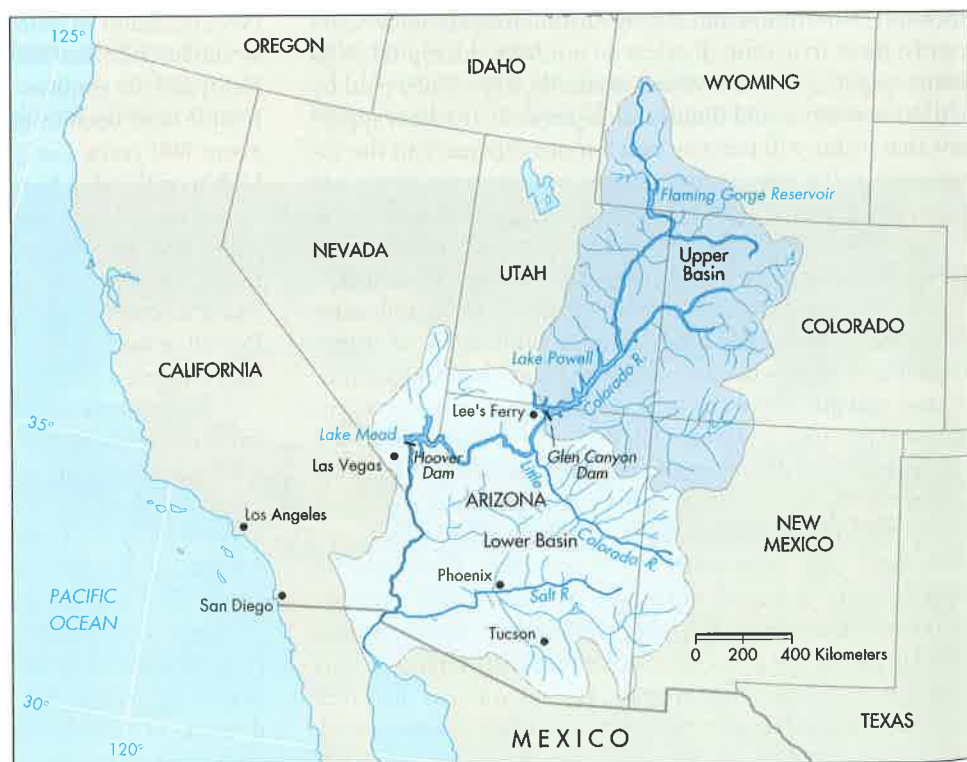 125°
OREGON
IDAHO
WYOMING
Flaming Gorge Reservoir
NEVADA
UTAH
Upper
Basin
COLORADO
CALIFORNIA
Lake Powell
Colorado R.
Lee's Ferry
35°
Lake Mead
Hoover
Dam
Glen Canyon
Dam
Las Vegas
Little
Colorado R.
ARIZONA
Los Angeles
Lower Basin
NEW
MEXICO
Phoenix
Salt R.
PACIFIC
OCEAN
San Diego
Tucson
0 200 400 Kilometers
30°
120°
MEXICO
TEXAS